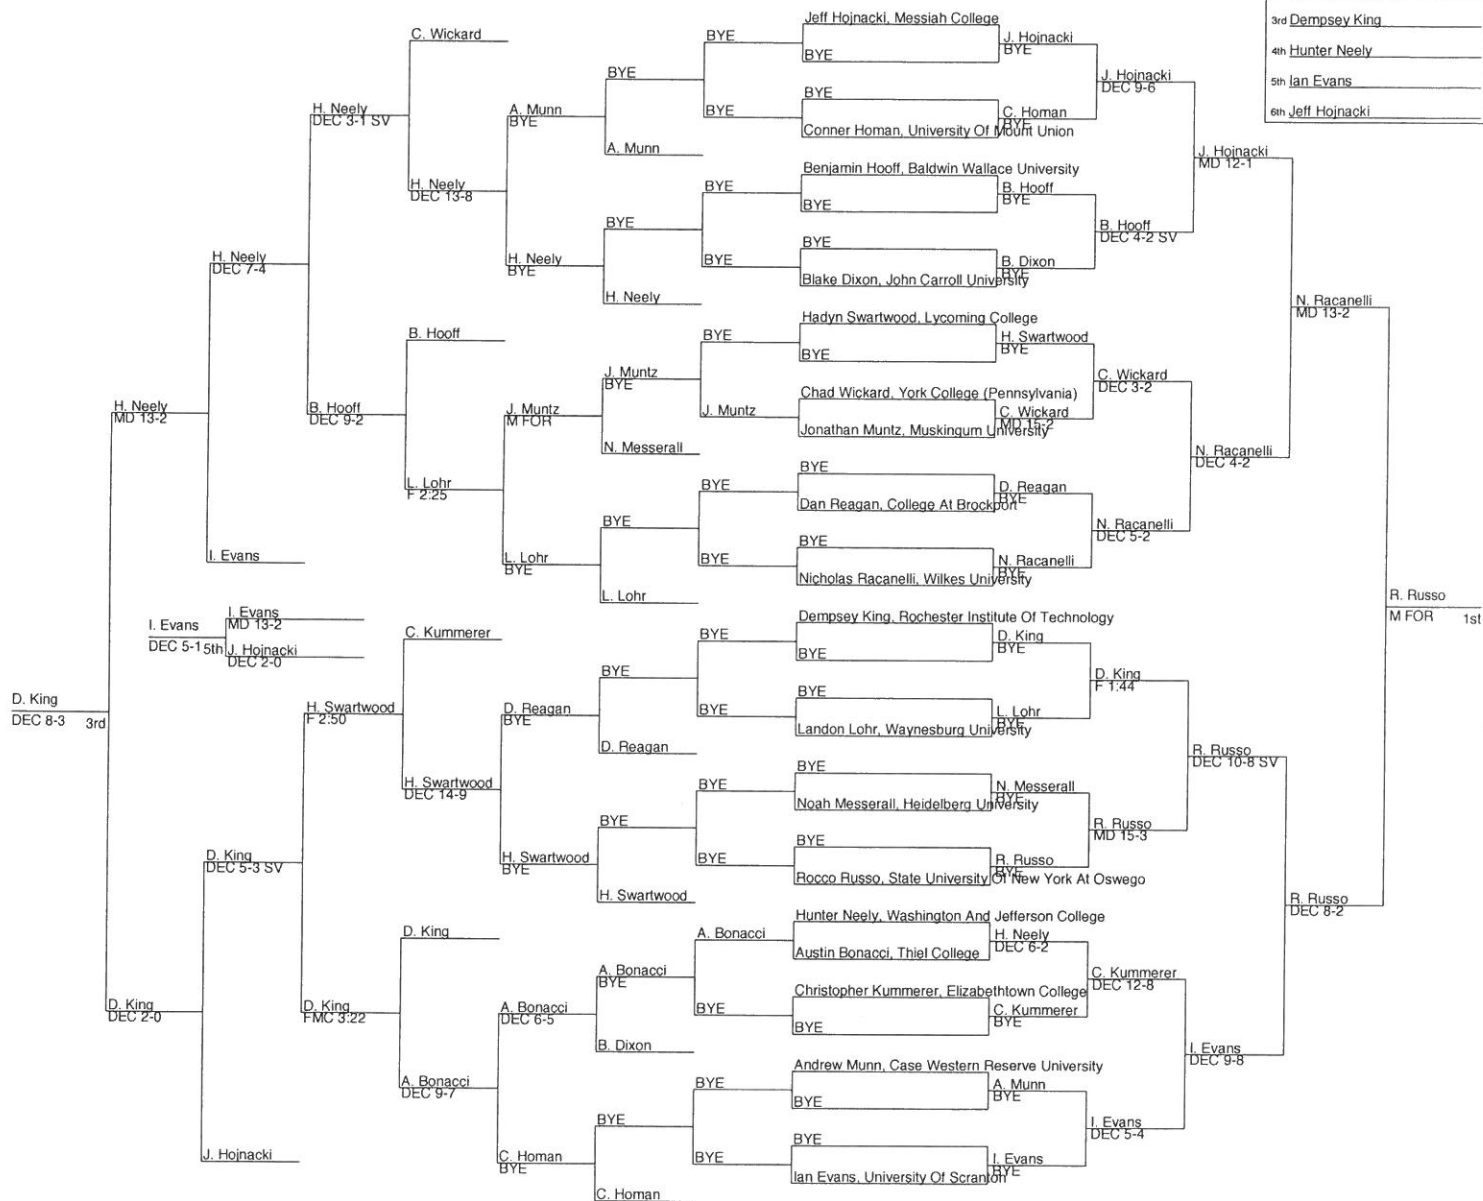 3rd Dempsey King
4th Hunter Neely
5th Ian Evans
6th Jeff Hojnacki
C. Wickard
H. Neely
DEC 3-1 SV
A. Munn
BYE
BYE
A. Munn
H. Neely
DEC 13-8
H. Neely
BYE
BYE
H. Neely
H. Neely
DEC 7-4
B. Hooff
B. Hooff
DEC 9-2
J. Muntz
M FOR
J. Muntz
BYE
N. Messerall
L. Lohr
F 2:25
L. Lohr
BYE
BYE
L. Lohr
H. Neely
MD 13-2
I. Evans
I. Evans
DEC 5-1 5th
I. Evans
MD 13-2
J. Hojnacki
DEC 2-0
D. King
DEC 8-3 3rd
C. Kummerer
H. Swartwood
F 2:50
D. Reagan
BYE
BYE
D. Reagan
H. Swartwood
DEC 14-9
H. Swartwood
BYE
BYE
H. Swartwood
D. King
DEC 5-3 SV
D. King
D. King
FMC 3:22
A. Bonacci
DEC 6-5
A. Bonacci
BYE
B. Dixon
A. Bonacci
DEC 9-7
C. Homan
BYE
BYE
C. Homan
D. King
DEC 2-0
J. Hojnacki
BYE
BYE
BYE
BYE
BYE
J. Muntz
BYE
BYE
BYE
BYE
BYE
BYE
A. Bonacci
BYE
BYE
BYE
Jeff Hojnacki, Messiah College
BYE
J. Hojnacki
BYE
BYE
Conner Homan, University Of Mount Union
C. Homan
BYE
J. Hojnacki
DEC 9-6
Benjamin Hooff, Baldwin Wallace University
BYE
B. Hooff
BYE
BYE
Blake Dixon, John Carroll University
B. Dixon
BYE
B. Hooff
DEC 4-2 SV
J. Hojnacki
MD 12-1
Hadyn Swartwood, Lycoming College
BYE
H. Swartwood
BYE
Chad Wickard, York College (Pennsylvania)
Jonathan Muntz, Muskingum University
C. Wickard
MD 15-2
C. Wickard
DEC 3-2
BYE
Dan Reagan, College At Brockport
D. Reagan
BYE
BYE
Nicholas Racanelli, Wilkes University
N. Racanelli
BYE
N. Racanelli
DEC 5-2
N. Racanelli
DEC 4-2
N. Racanelli
MD 13-2
Dempsey King, Rochester Institute Of Technology
BYE
D. King
BYE
BYE
Landon Lohr, Waynesburg University
L. Lohr
BYE
D. King
F 1:44
BYE
Noah Messerall, Heidelberg University
N. Messerall
BYE
BYE
Rocco Russo, State University Of New York At Oswego
R. Russo
BYE
R. Russo
MD 15-3
R. Russo
DEC 10-8 SV
Hunter Neely, Washington And Jefferson College
Austin Bonacci, Thiel College
H. Neely
DEC 6-2
Christopher Kummerer, Elizabethtown College
BYE
C. Kummerer
BYE
C. Kummerer
DEC 12-8
Andrew Munn, Case Western Reserve University
BYE
A. Munn
BYE
BYE
Ian Evans, University Of Scranton
I. Evans
BYE
I. Evans
DEC 5-4
I. Evans
DEC 9-8
R. Russo
DEC 8-2
R. Russo
M FOR 1st